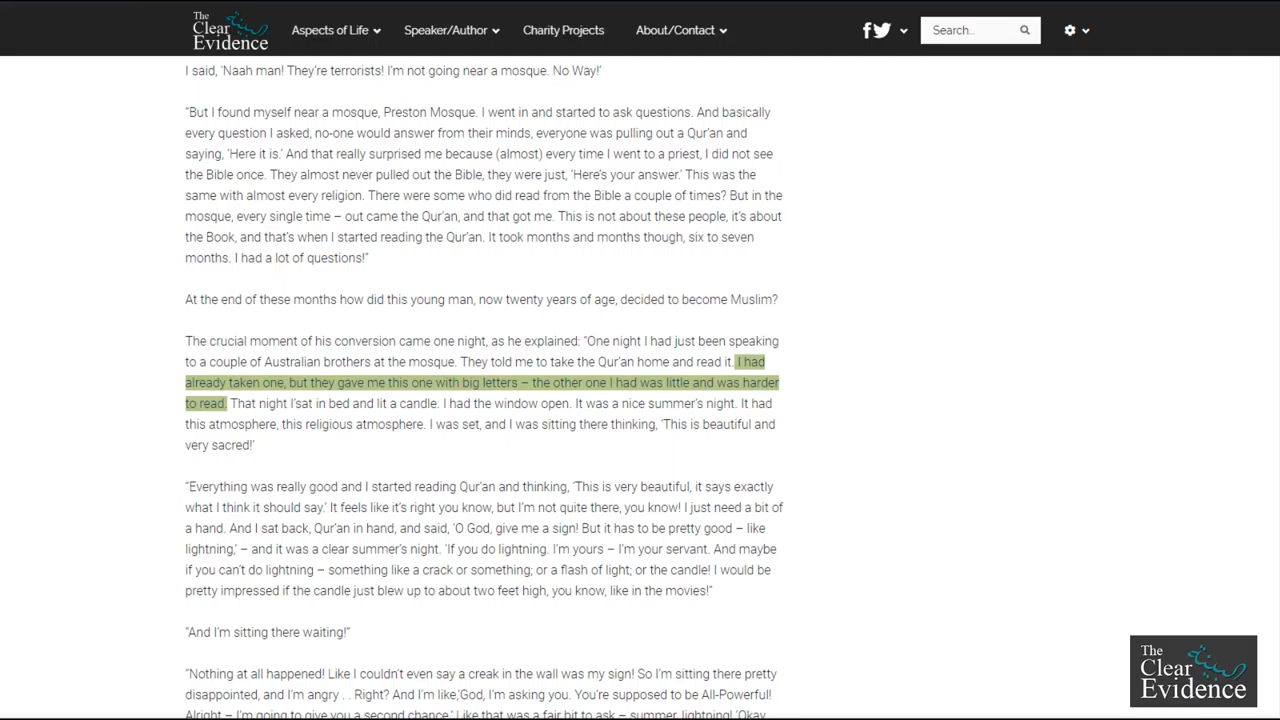 The
Clear
Evidence
Aspects of Life
Speaker/Author
Charity Projects
About/Contact
Search...
I said, ‘Naah man! They’re terrorists! I’m not going near a mosque. No Way!’
“But I found myself near a mosque, Preston Mosque. I went in and started to ask questions. And basically
every question I asked, no-one would answer from their minds, everyone was pulling out a Qur’an and
saying, ‘Here it is.’ And that really surprised me because (almost) every time I went to a priest, I did not see
the Bible once. They almost never pulled out the Bible, they were just, ‘Here’s your answer.’ This was the
same with almost every religion. There were some who did read from the Bible a couple of times? But in the
mosque, every single time – out came the Qur’an, and that got me. This is not about these people, it’s about
the Book, and that’s when I started reading the Qur’an. It took months and months though, six to seven
months. I had a lot of questions!”
At the end of these months how did this young man, now twenty years of age, decided to become Muslim?
The crucial moment of his conversion came one night, as he explained: “One night I had just been speaking
to a couple of Australian brothers at the mosque. They told me to take the Qur’an home and read it. I had
already taken one, but they gave me this one with big letters – the other one I had was little and was harder
to read. That night I’sat in bed and lit a candle. I had the window open. It was a nice summer’s night. It had
this atmosphere, this religious atmosphere. I was set, and I was sitting there thinking, ‘This is beautiful and
very sacred!’
“Everything was really good and I started reading Qur’an and thinking, ‘This is very beautiful, it says exactly
what I think it should say.’ It feels like it’s right you know, but I’m not quite there, you know! I just need a bit of
a hand. And I sat back, Qur’an in hand, and said, ‘O God, give me a sign! But it has to be pretty good – like
lightning,’ – and it was a clear summer’s night. ‘If you do lightning. I’m yours – I’m your servant. And maybe
if you can’t do lightning – something like a crack or something; or a flash of light; or the candle! I would be
pretty impressed if the candle just blew up to about two feet high, you know, like in the movies!”
“And I’m sitting there waiting!”
“Nothing at all happened! Like I couldn’t even say a creak in the wall was my sign! So I’m sitting there pretty
disappointed, and I’m angry . . Right? And I’m like;God, I’m asking you. You’re supposed to be All-Powerful!
Alright – I’m going to give you a second chance.’ Like that was a fair bit to ask – summer, lightning! ‘Okay,
The
Clear
Evidence